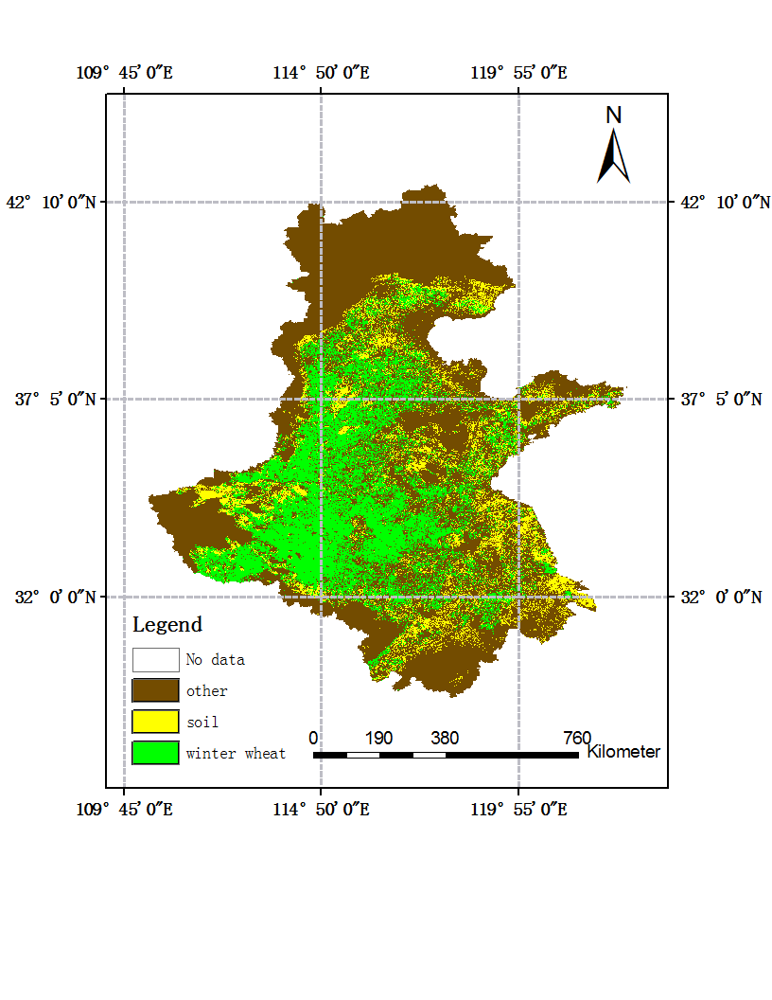 109° 45′0″E 114° 50′0″E 119° 55′0″E
N
42° 10′0″N 42° 10′0″N
37° 5′0″N 37° 5′0″N
32° 0′0″N 32° 0′0″N
Legend
No data
other
soil
winter wheat
0 190 380 760
Kilometer
109° 45′0″E 114° 50′0″E 119° 55′0″E